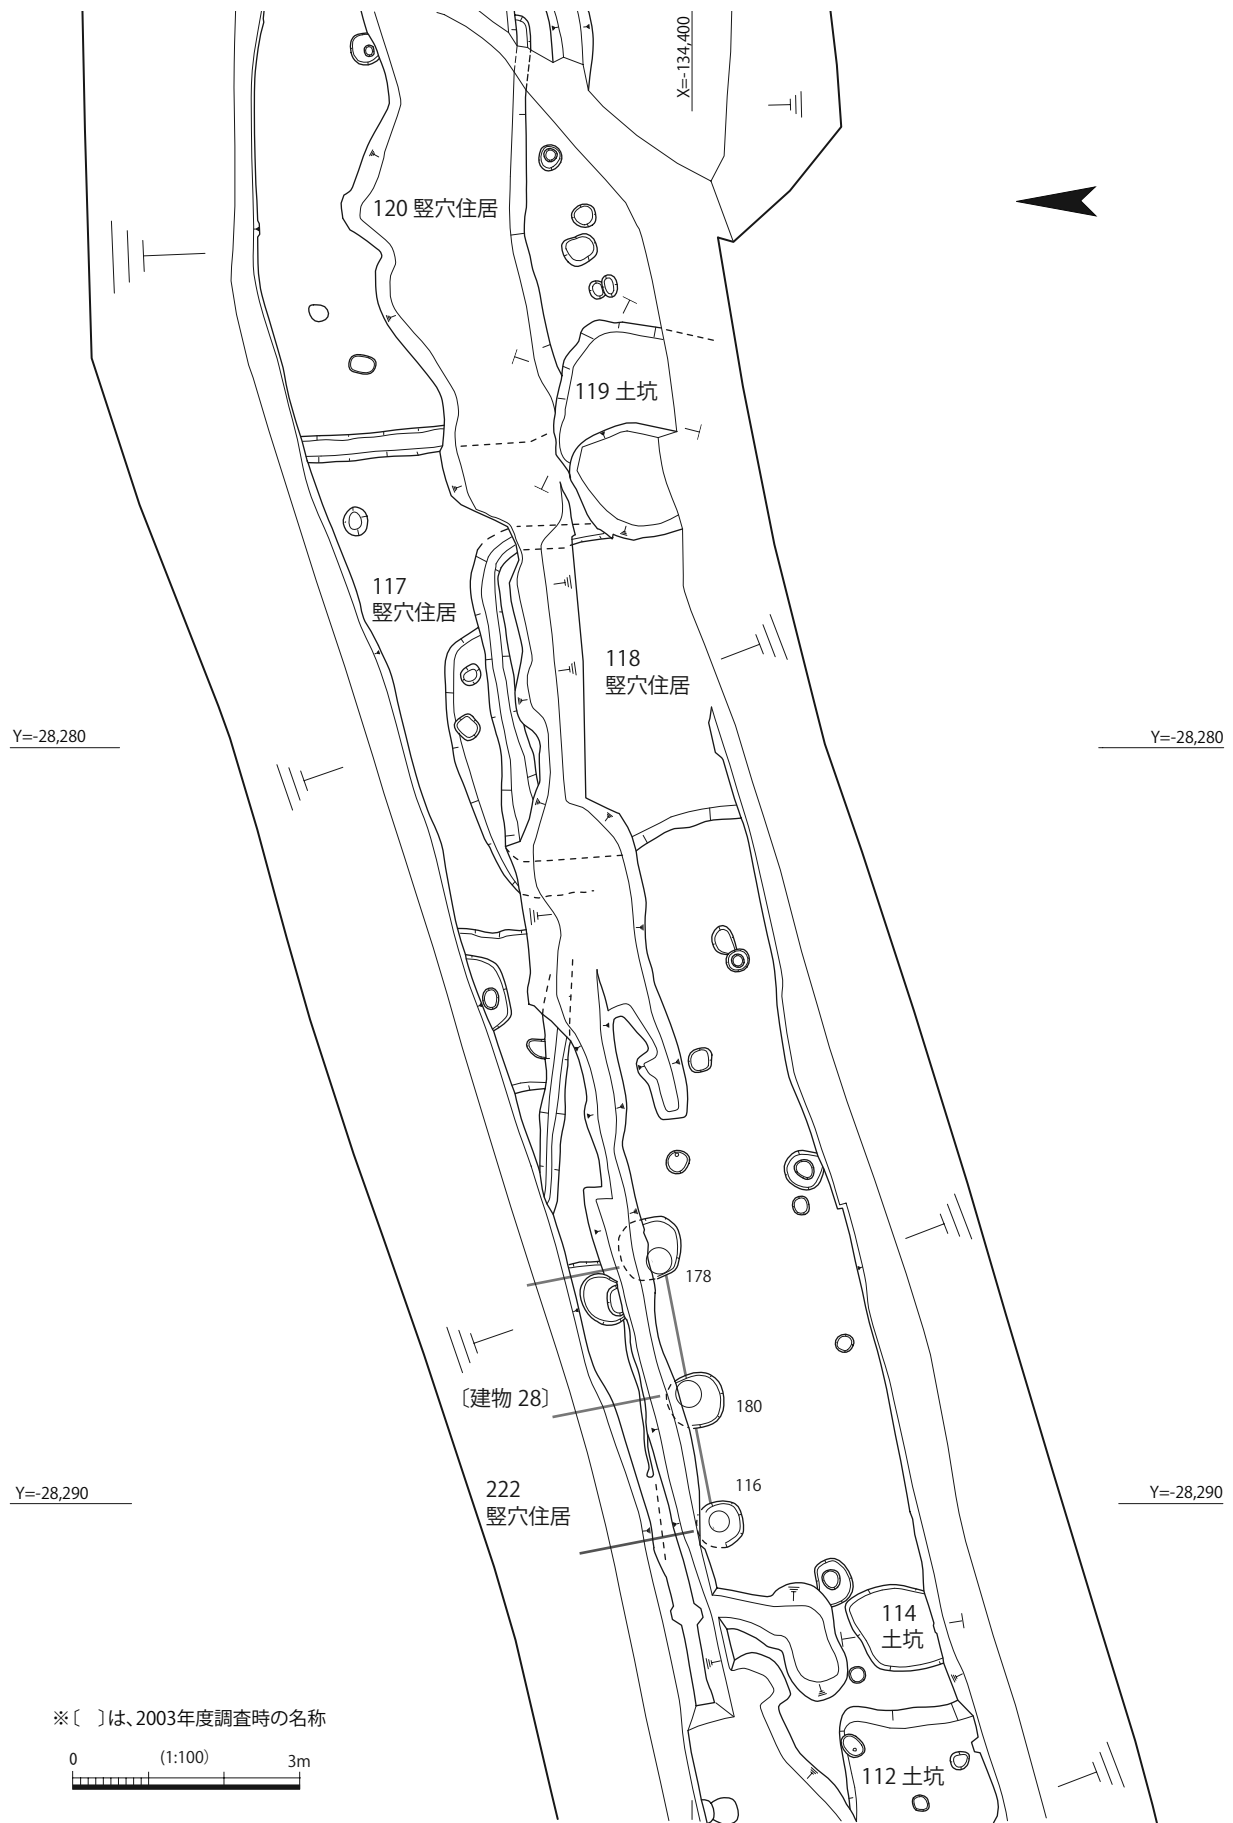 X=-134,400
120 竪穴住居
119 土坑
117
竪穴住居
118
竪穴住居
Y=-28,280
Y=-28,280
178
〔建物 28〕
180
116
222
竪穴住居
Y=-28,290
Y=-28,290
114
土坑
※〔　〕は、2003年度調査時の名称
0 (1:100) 3m
112 土坑